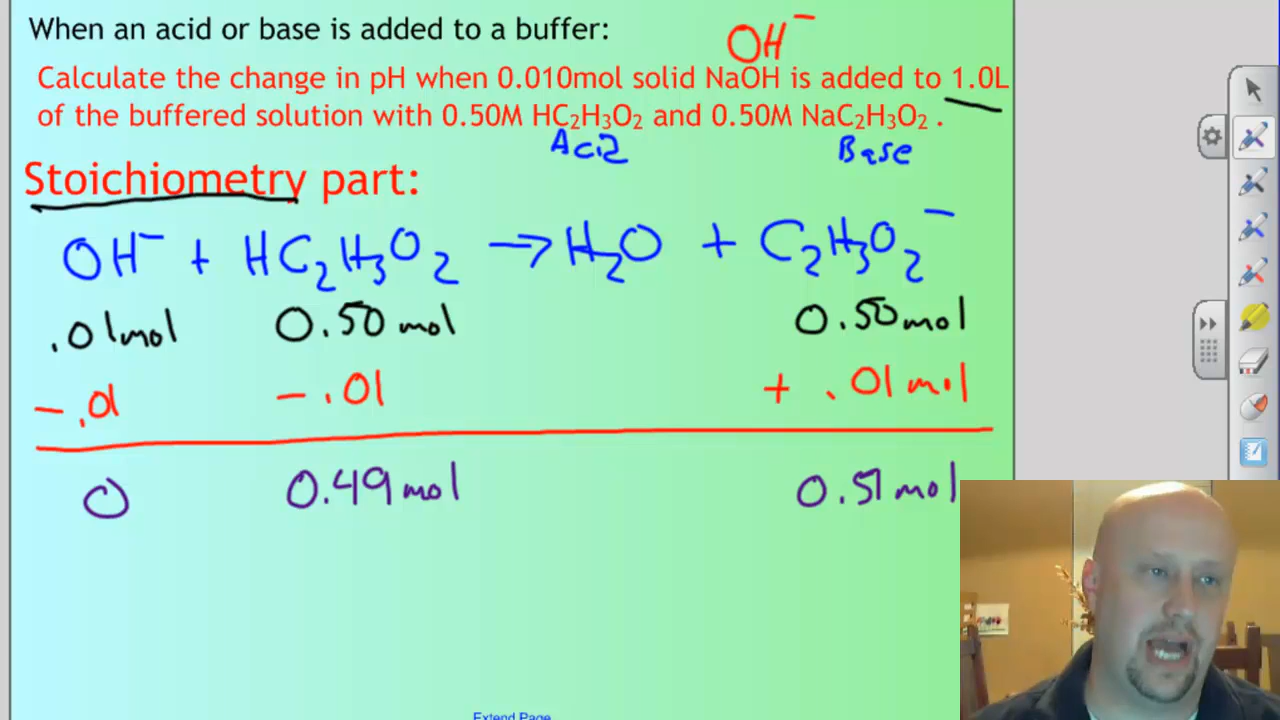 When an acid or base is added to a buffer:
OH⁻
Calculate the change in pH when 0.010mol solid NaOH is added to 1.0L
of the buffered solution with 0.50M HC₂H₃O₂ and 0.50M NaC₂H₃O₂ .
Acid Base
Stoichiometry part:
OH⁻ + HC₂H₃O₂ → H₂O + C₂H₃O₂⁻
.01mol 0.50 mol 0.50 mol
- .01 - .01 + .01 mol
0 0.49 mol 0.51 mol
Extend Page